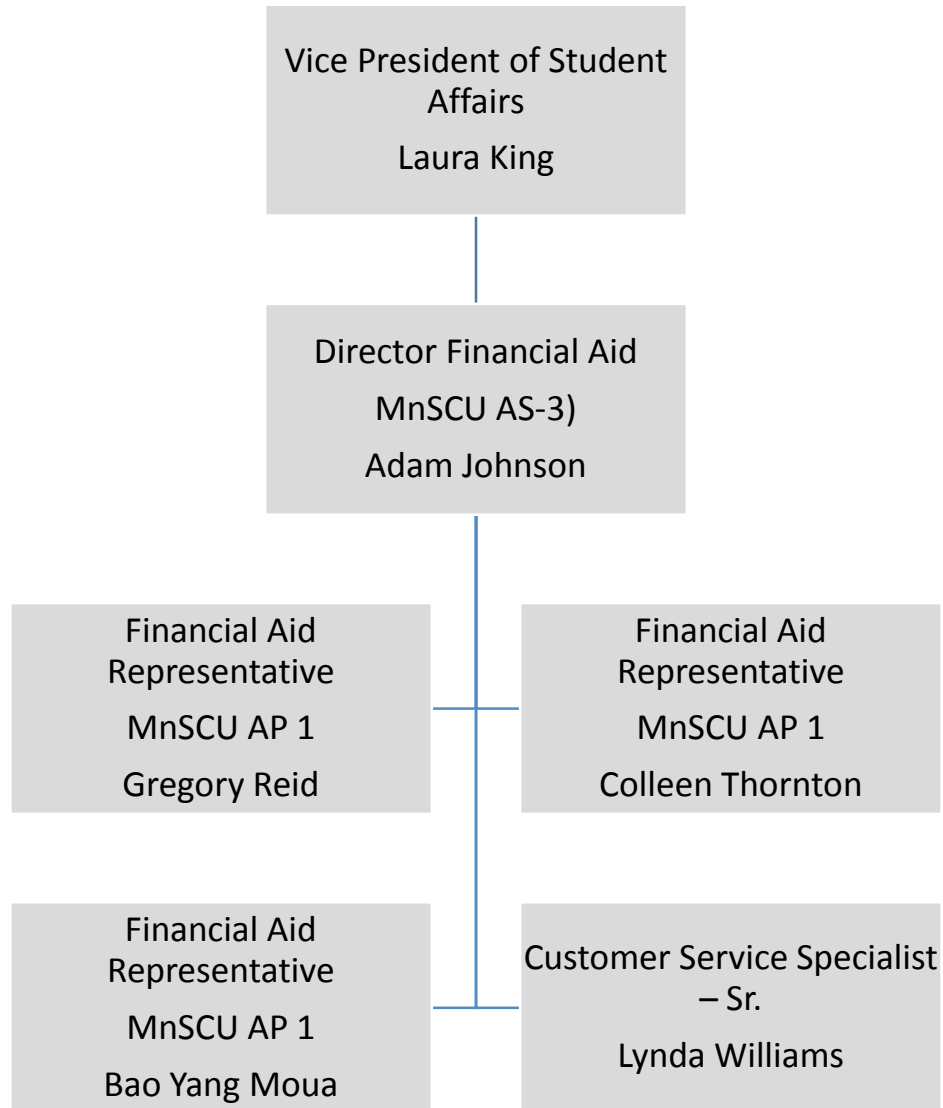 Vice President of Student
Affairs
Laura King
Director Financial Aid
MnSCU AS-3)
Adam Johnson
Financial Aid
Representative
MnSCU AP 1
Gregory Reid
Financial Aid
Representative
MnSCU AP 1
Colleen Thornton
Financial Aid
Representative
MnSCU AP 1
Bao Yang Moua
Customer Service Specialist
– Sr.
Lynda Williams